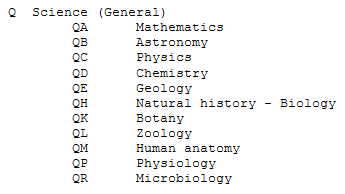 Q Science (General)
QA Mathematics
QB Astronomy
QC Physics
QD Chemistry
QE Geology
QH Natural history - Biology
QK Botany
QL Zoology
QM Human anatomy
QP Physiology
QR Microbiology